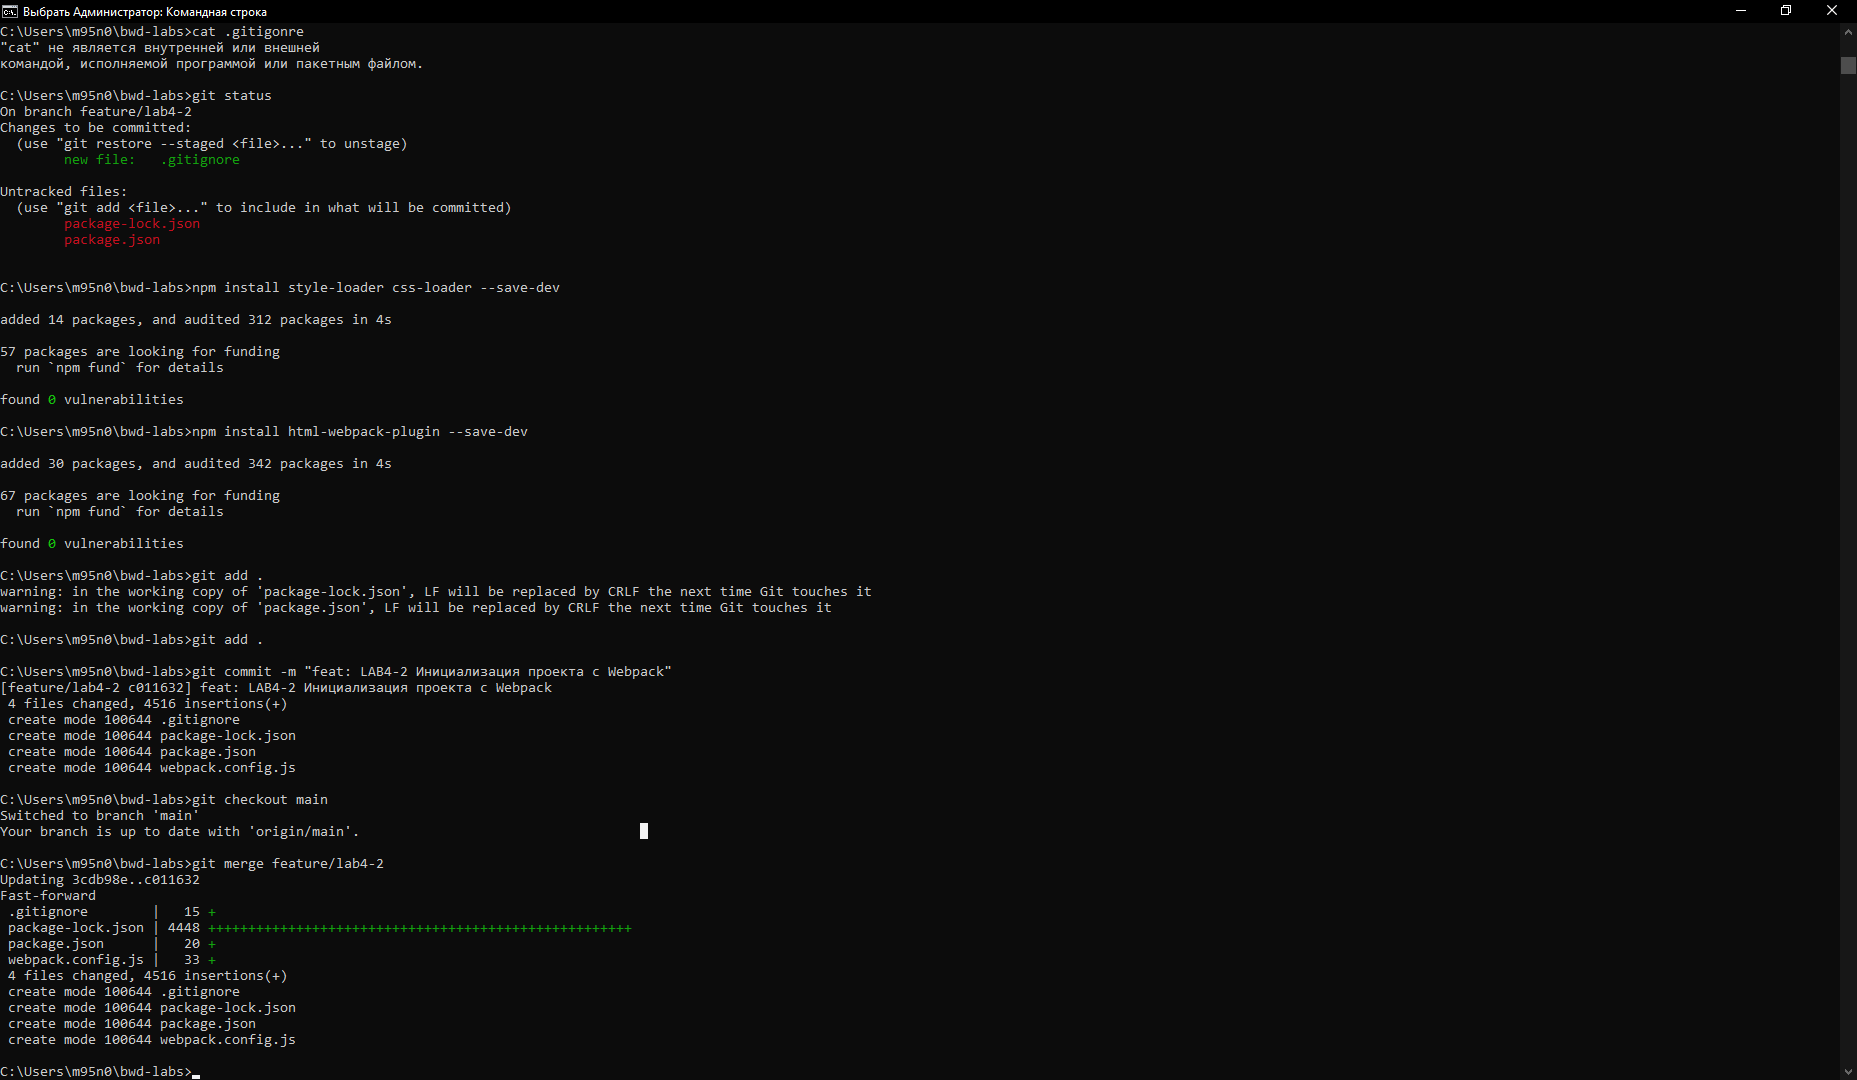 Выбрать Администратор: Командная строка
C:\Users\m95n0\bwd-labs>cat .gitigonre
"cat" не является внутренней или внешней
командой, исполняемой программой или пакетным файлом.
C:\Users\m95n0\bwd-labs>git status
On branch feature/lab4-2
Changes to be committed:
  (use "git restore --staged <file>..." to unstage)
        new file:   .gitignore
Untracked files:
  (use "git add <file>..." to include in what will be committed)
        package-lock.json
        package.json
C:\Users\m95n0\bwd-labs>npm install style-loader css-loader --save-dev
added 14 packages, and audited 312 packages in 4s
57 packages are looking for funding
  run `npm fund` for details
found 0 vulnerabilities
C:\Users\m95n0\bwd-labs>npm install html-webpack-plugin --save-dev
added 30 packages, and audited 342 packages in 4s
67 packages are looking for funding
  run `npm fund` for details
found 0 vulnerabilities
C:\Users\m95n0\bwd-labs>git add .
warning: in the working copy of 'package-lock.json', LF will be replaced by CRLF the next time Git touches it
warning: in the working copy of 'package.json', LF will be replaced by CRLF the next time Git touches it
C:\Users\m95n0\bwd-labs>git add .
C:\Users\m95n0\bwd-labs>git commit -m "feat: LAB4-2 Инициализация проекта с Webpack"
[feature/lab4-2 c011632] feat: LAB4-2 Инициализация проекта с Webpack
 4 files changed, 4516 insertions(+)
 create mode 100644 .gitignore
 create mode 100644 package-lock.json
 create mode 100644 package.json
 create mode 100644 webpack.config.js
C:\Users\m95n0\bwd-labs>git checkout main
Switched to branch 'main'
Your branch is up to date with 'origin/main'.
C:\Users\m95n0\bwd-labs>git merge feature/lab4-2
Updating 3cdb98e..c011632
Fast-forward
 .gitignore        |   15 +
 package-lock.json | 4448 +++++++++++++++++++++++++++++++++++++++++++++++++++++
 package.json      |   20 +
 webpack.config.js |   33 +
 4 files changed, 4516 insertions(+)
 create mode 100644 .gitignore
 create mode 100644 package-lock.json
 create mode 100644 package.json
 create mode 100644 webpack.config.js
C:\Users\m95n0\bwd-labs>